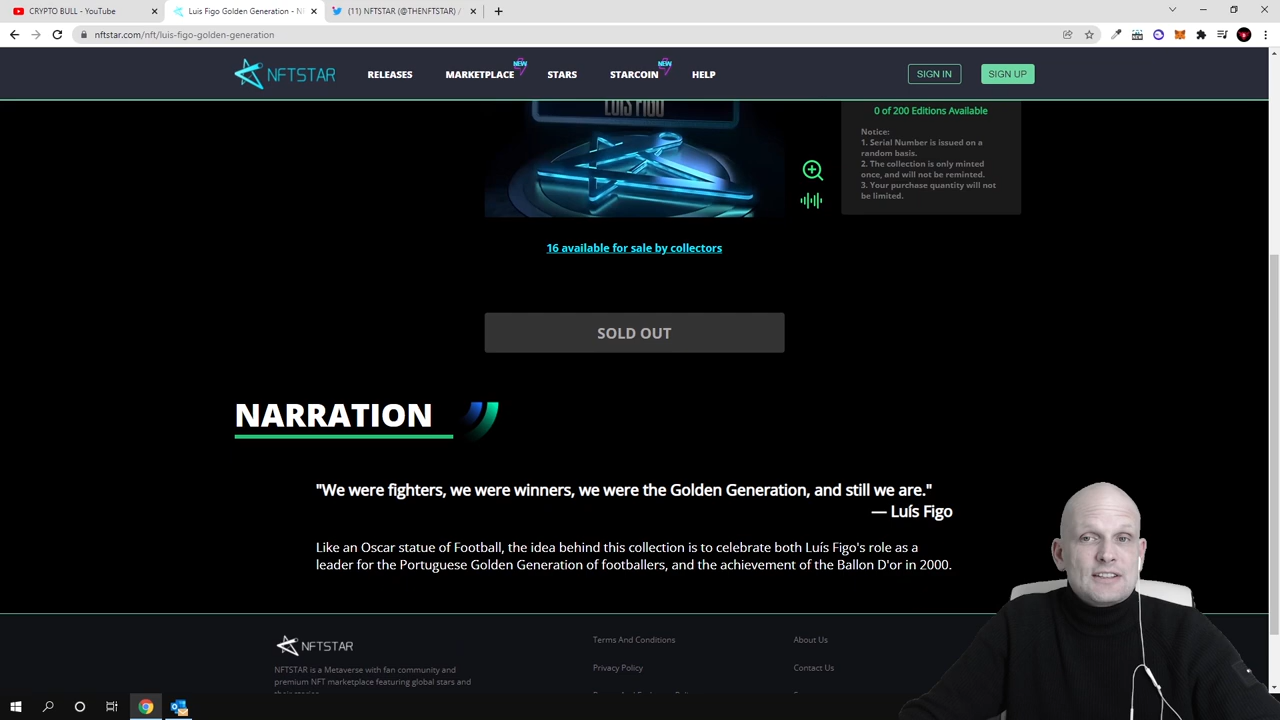 CRYPTO BULL - YouTube
Luis Figo Golden Generation - N
(11) NFTSTAR (@THENFTSTAR) /
nftstar.com/nft/luis-figo-golden-generation
NFTSTAR
RELEASES
MARKETPLACE
NEW
STARS
STARCOIN
NEW
HELP
SIGN IN
SIGN UP
LUÍS FIGO
0 of 200 Editions Available
Notice:
1. Serial Number is issued on a
random basis.
2. The collection is only minted
once, and will not be reminted.
3. Your purchase quantity will not
be limited.
16 available for sale by collectors
SOLD OUT
NARRATION
"We were fighters, we were winners, we were the Golden Generation, and still we are."
— Luís Figo
Like an Oscar statue of Football, the idea behind this collection is to celebrate both Luís Figo's role as a
leader for the Portuguese Golden Generation of footballers, and the achievement of the Ballon D'or in 2000.
NFTSTAR
NFTSTAR is a Metaverse with fan community and
premium NFT marketplace featuring global stars and
Terms And Conditions
Privacy Policy
About Us
Contact Us